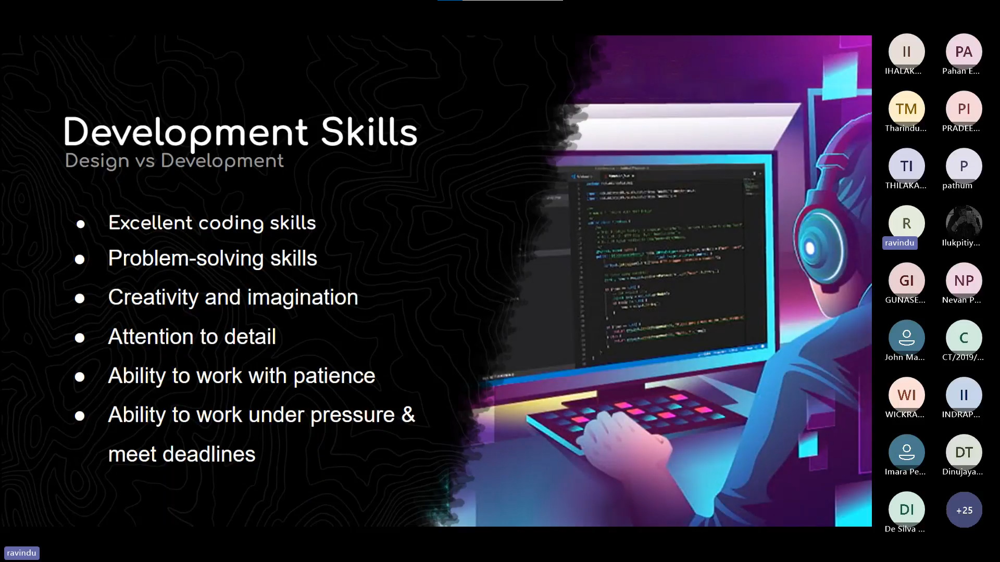 Development Skills
Design vs Development
● Excellent coding skills
● Problem-solving skills
● Creativity and imagination
● Attention to detail
● Ability to work with patience
● Ability to work under pressure &
meet deadlines
II
IHALAK...
PA
Pahan E...
TM
Tharindu...
PI
PRADEE...
TI
THILAKA...
P
pathum
R
ravindu
Ilukpitiy...
GI
GUNASE...
NP
Nevan P...
John Ma...
C
CT/2019/...
WI
WICKRA...
II
INDRAP...
Imara Pe...
DT
Dinujaya...
DI
De Silva ...
+25
ravindu